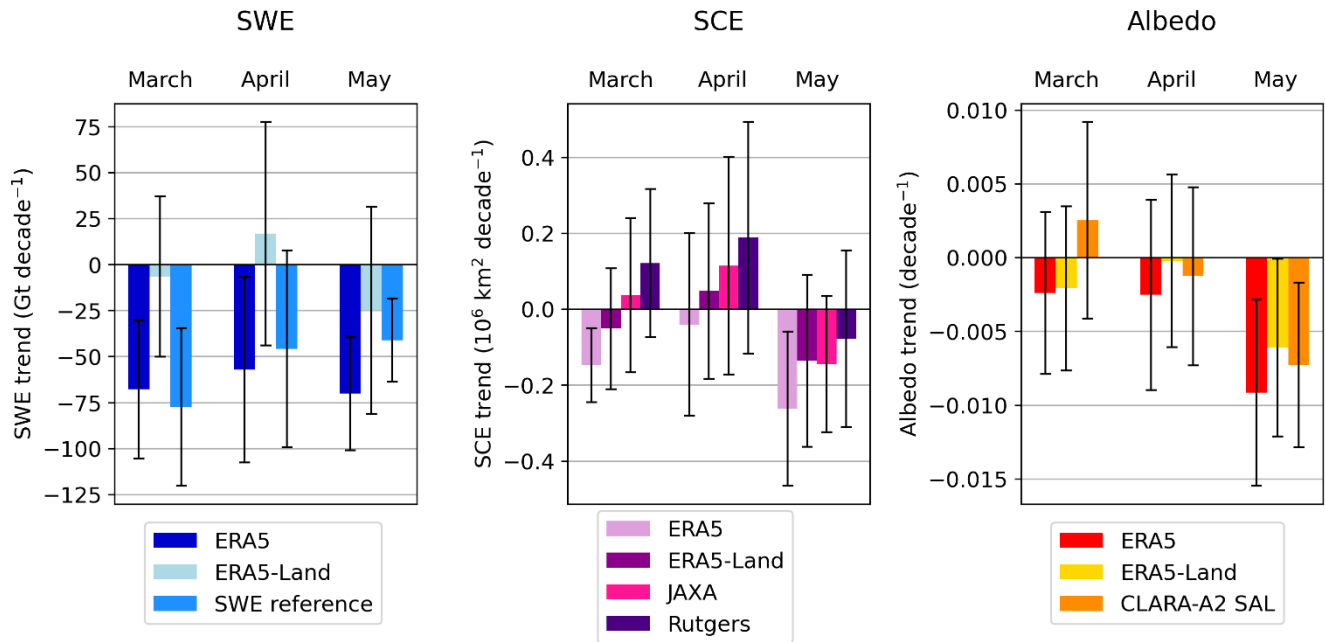 SWE
March April May
SWE trend (Gt decade⁻¹)
75
50
25
0
−25
−50
−75
−100
−125
ERA5
ERA5-Land
SWE reference
SCE
March April May
SCE trend (10⁶ km² decade⁻¹)
0.4
0.2
0.0
−0.2
−0.4
ERA5
ERA5-Land
JAXA
Rutgers
Albedo
March April May
Albedo trend (decade⁻¹)
0.010
0.005
0.000
−0.005
−0.010
−0.015
ERA5
ERA5-Land
CLARA-A2 SAL